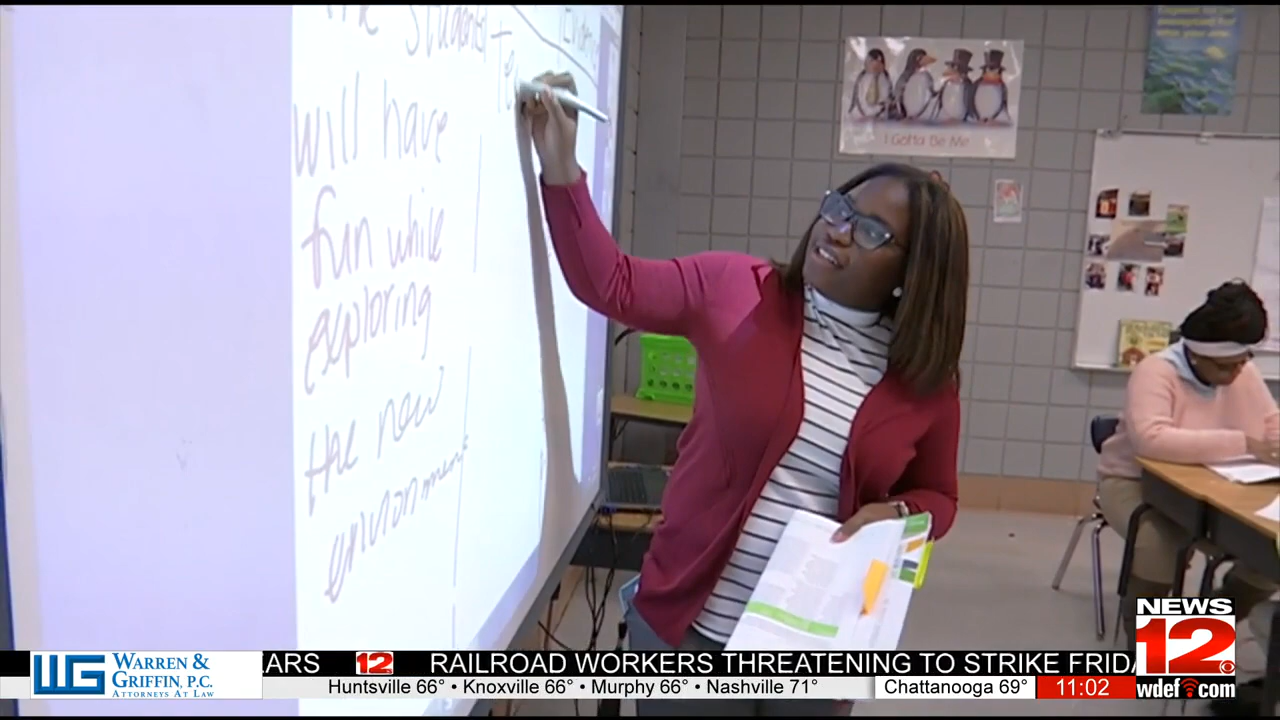 the students
will have
fun while
exploring
the new
environment
I Gotta Be Me
WARREN &
GRIFFIN, P.C.
ATTORNEYS AT LAW
EARS 12 RAILROAD WORKERS THREATENING TO STRIKE FRIDA
Huntsville 66° • Knoxville 66° • Murphy 66° • Nashville 71°
Chattanooga 69° 11:02
NEWS
12
wdef.com